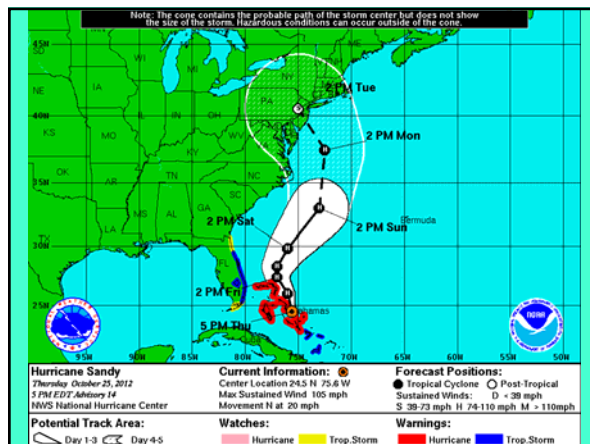 Note: The cone contains the probable path of the storm center but does not show
the size of the storm. Hazardous conditions can occur outside of the cone.
45N
40N
35N
30N
25N
SD
WI
MI
NY
ME
NE
IA
PA
IL
IN
OH
WV
VA
KS
MO
KY
OK
AR
TN
NC
SC
MS
AL
GA
TX
LA
FL
2 PM Tue
2 PM Mon
2 PM Sat
2 PM Sun
Bermuda
2 PM Fri
5 PM Thu
Bahamas
NOAA
95W
90W
85W
80W
75W
70W
65W
60W
55W
50W
Hurricane Sandy
Thursday October 25, 2012
5 PM EDT Advisory 14
NWS National Hurricane Center
Current Information:
Center Location 24.5 N 75.6 W
Max Sustained Wind 105 mph
Movement N at 20 mph
Forecast Positions:
Tropical Cyclone Post-Tropical
Sustained Winds: D < 39 mph
S 39-73 mph H 74-110 mph M > 110mph
Potential Track Area:
Day 1-3 Day 4-5
Watches:
Hurricane Trop.Storm
Warnings:
Hurricane Trop.Storm